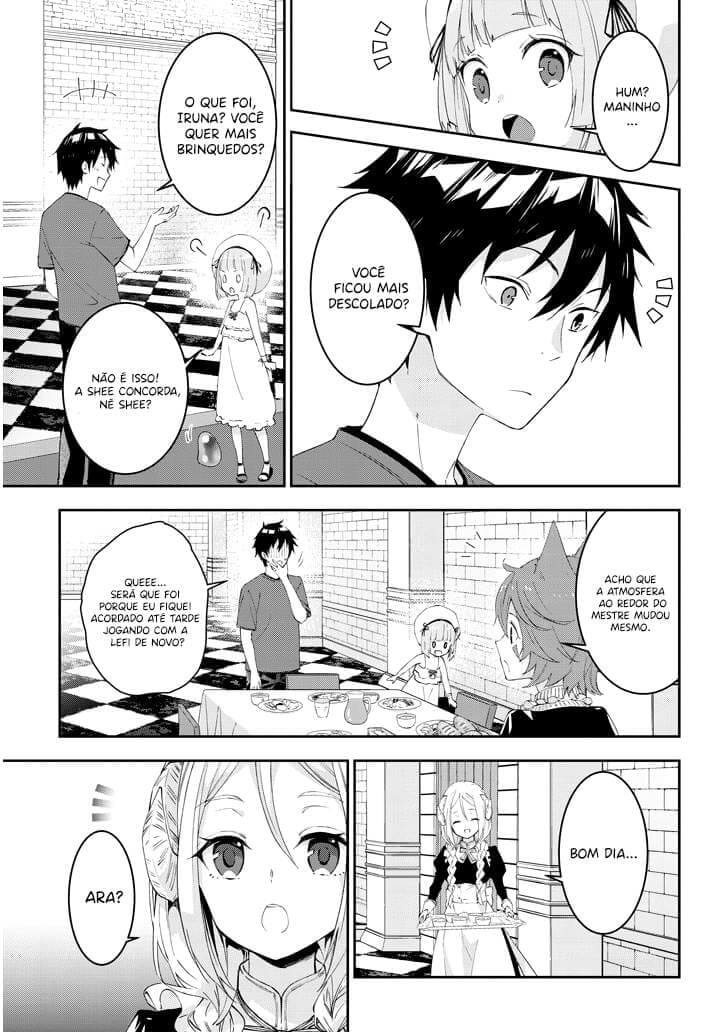 HUM?
MANINHO
...
VOCÊ
FICOU MAIS
DESCOLADO?
O QUE FOI,
IRUNA? VOCÊ
QUER MAIS
BRINQUEDOS?
NÃO É ISSO!
A SHEE CONCORDA,
NÉ SHEE?
ACHO QUE
A ATMOSFERA
AO REDOR DO
MESTRE MUDOU
MESMO.
QUEEE...
SERÁ QUE FOI
PORQUE EU FIQUE!
ACORDADO ATÉ TARDE
JOGANDO COM A
LEFI DE NOVO?
BOM DIA...
ARA?